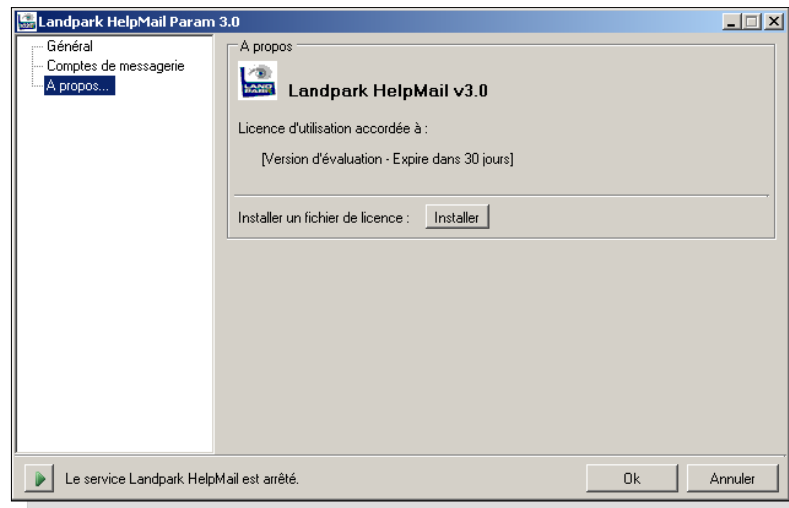 Landpark HelpMail Param 3.0
Général
Comptes de messagerie
A propos...
A propos
LAND
PARK
Landpark HelpMail v3.0
Licence d'utilisation accordée à :
[Version d'évaluation - Expire dans 30 jours]
Installer un fichier de licence :
Installer
Le service Landpark HelpMail est arrêté.
Ok
Annuler